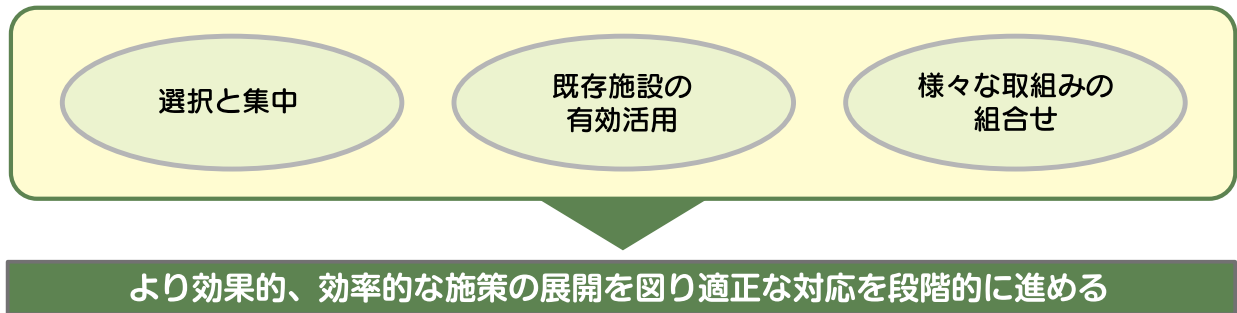 選択と集中
既存施設の
有効活用
様々な取組みの
組合せ
より効果的、効率的な施策の展開を図り適正な対応を段階的に進める